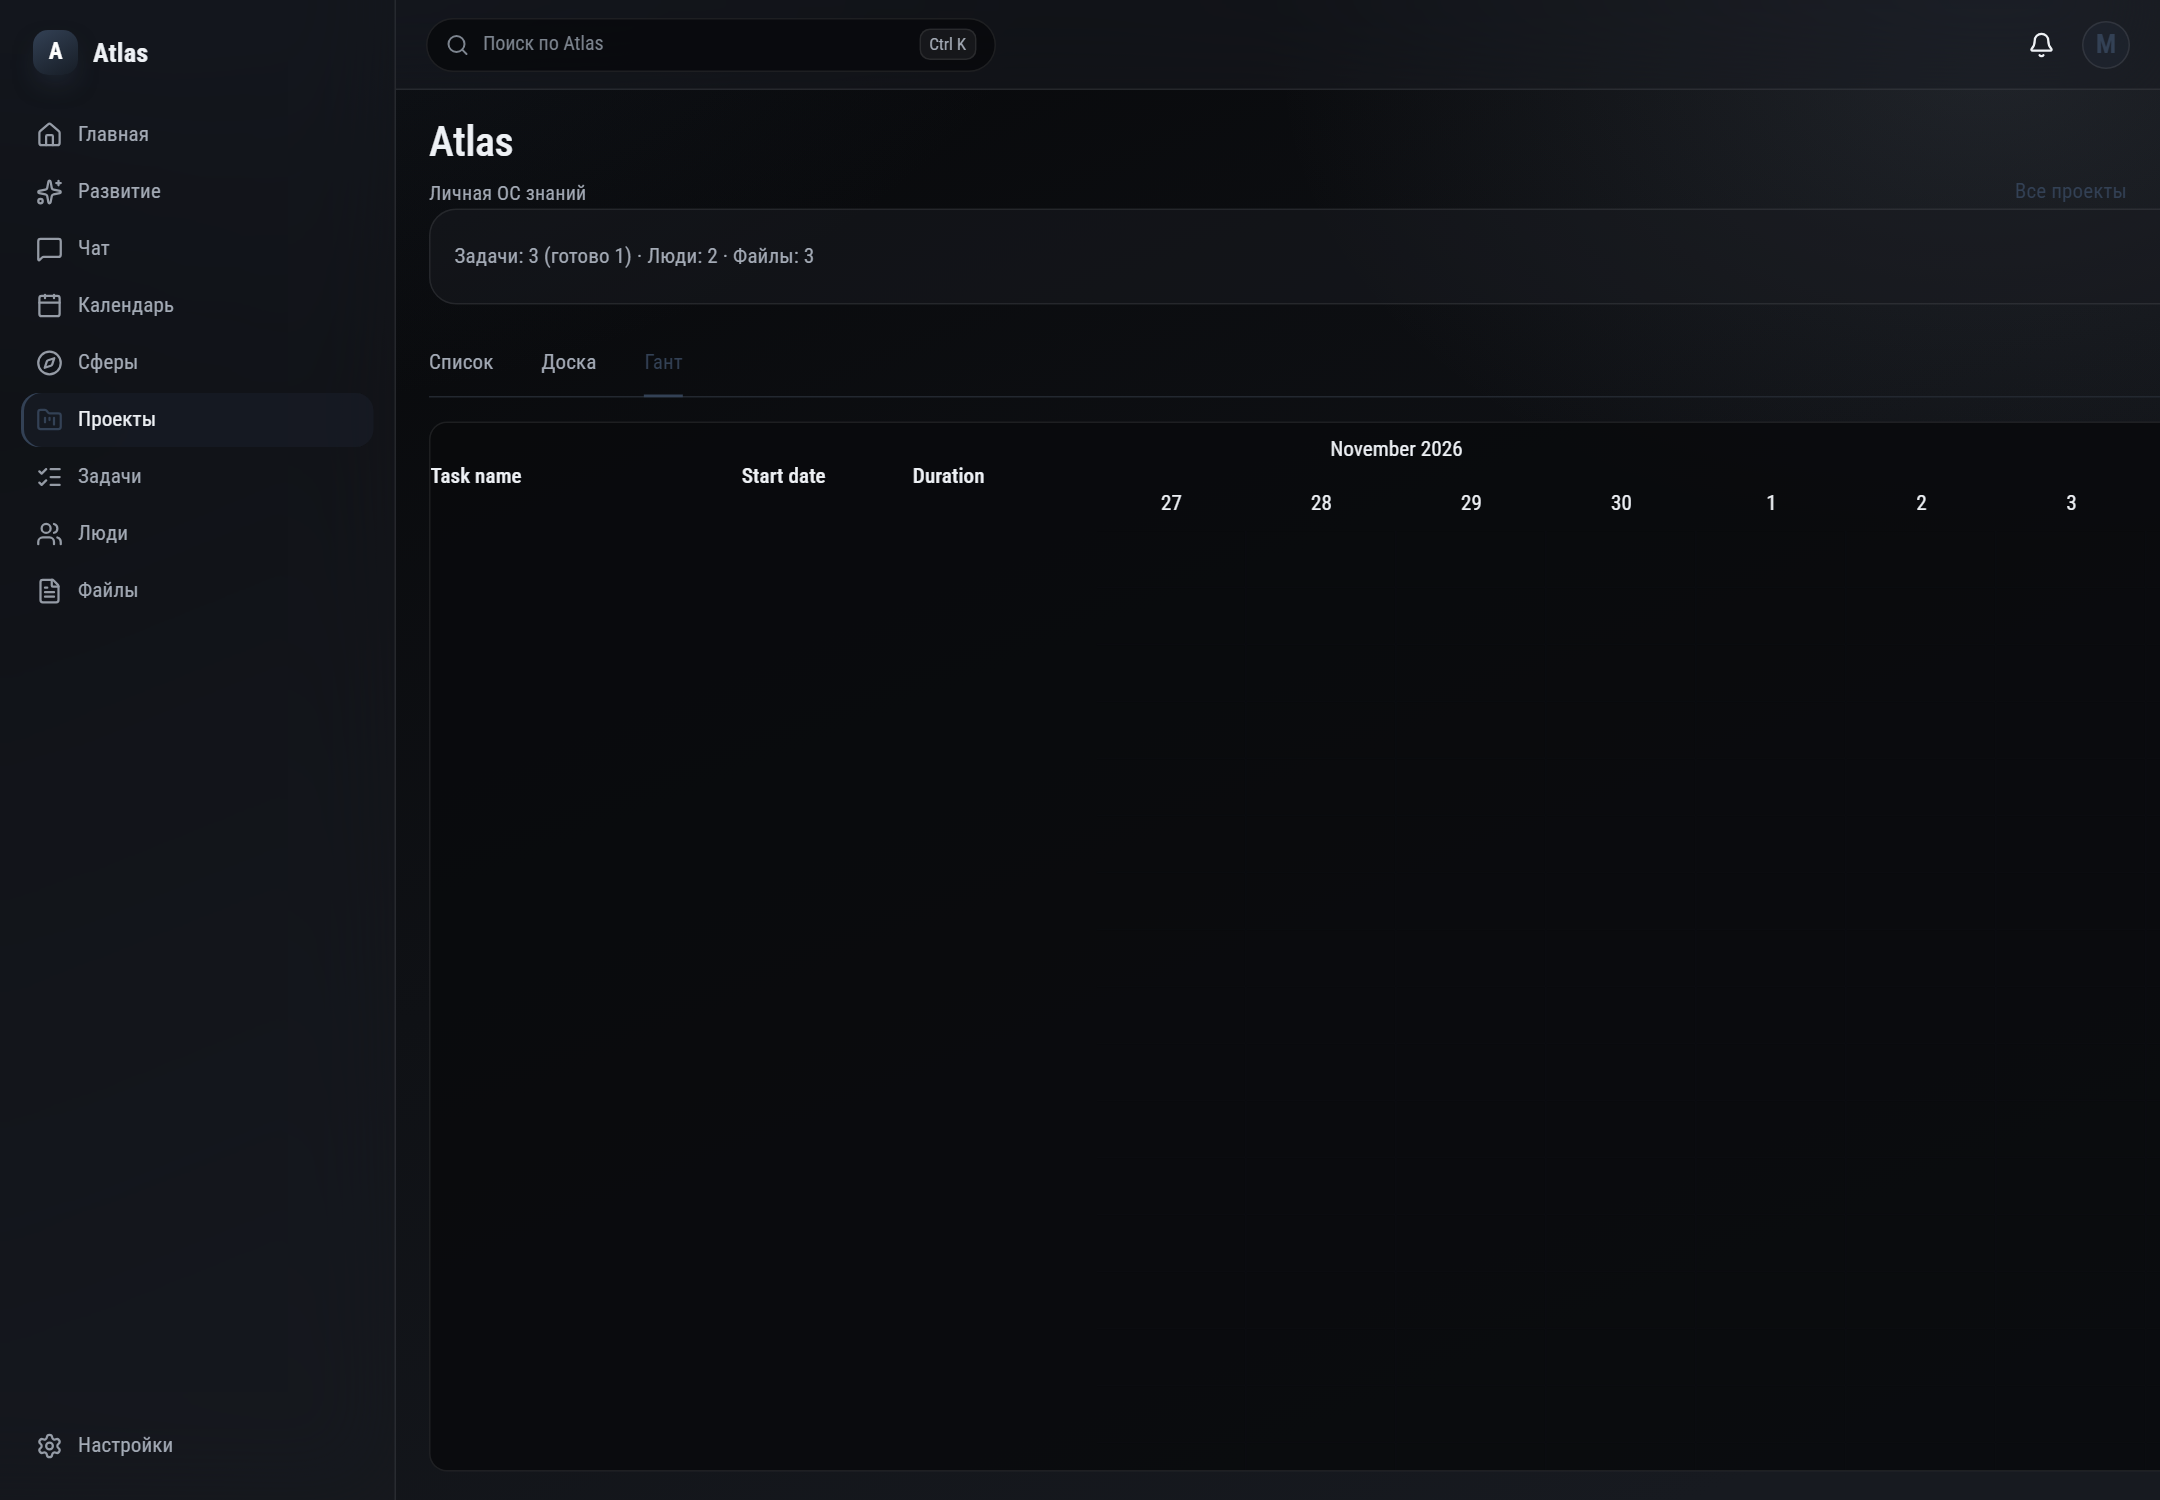 A Atlas
Главная
Развитие
Чат
Календарь
Сферы
Проекты
Задачи
Люди
Файлы
Настройки
Поиск по Atlas Ctrl K
M
Atlas
Личная ОС знаний
Все проекты
Задачи: 3 (готово 1) · Люди: 2 · Файлы: 3
Список Доска Гант
November 2026
Task name Start date Duration
27 28 29 30 1 2 3